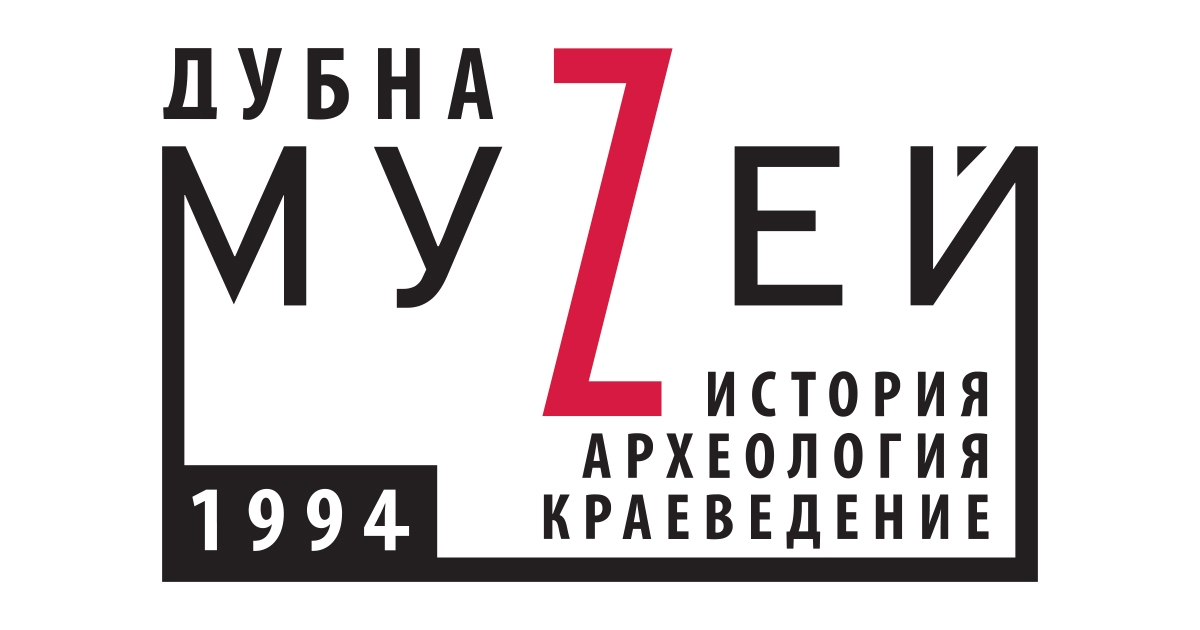 ДУБНА
МУZЕЙ
ИСТОРИЯ
АРХЕОЛОГИЯ
КРАЕВЕДЕНИЕ
1994